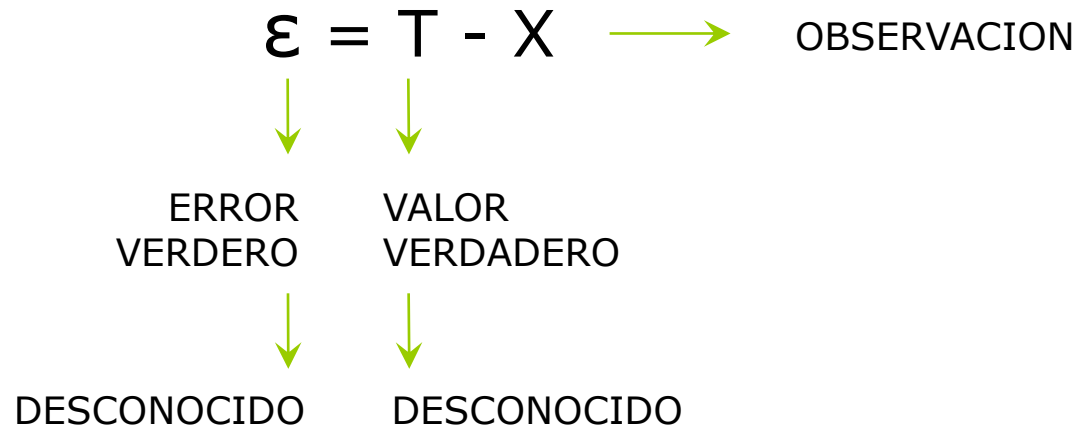 ε = T - X
OBSERVACION
ERROR
VERDERO
VALOR
VERDADERO
DESCONOCIDO
DESCONOCIDO